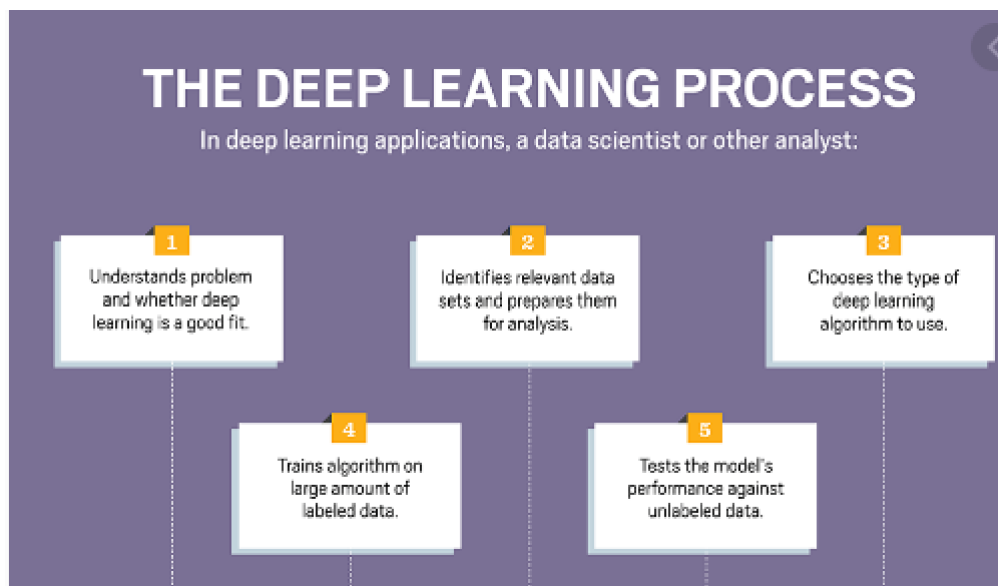 THE DEEP LEARNING PROCESS
In deep learning applications, a data scientist or other analyst:
1
Understands problem
and whether deep
learning is a good fit.
2
Identifies relevant data
sets and prepares them
for analysis.
3
Chooses the type of
deep learning
algorithm to use.
4
Trains algorithm on
large amount of
labeled data.
5
Tests the model's
performance against
unlabeled data.